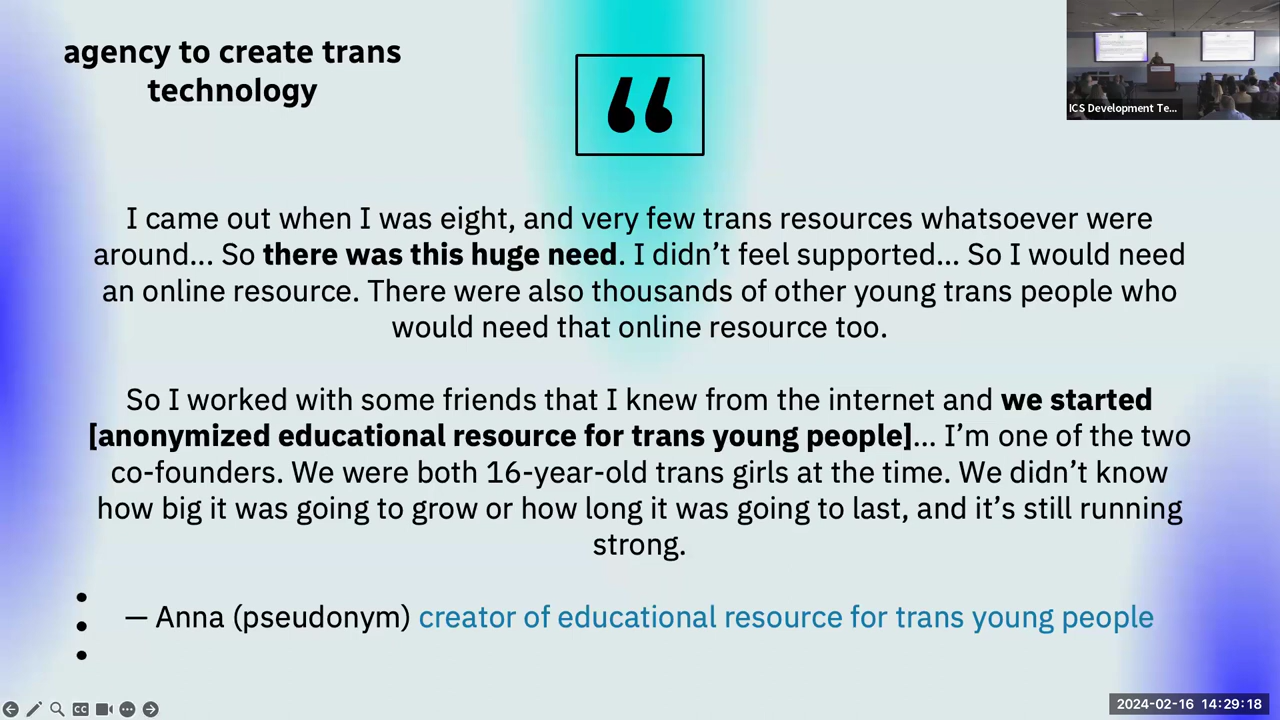 agency to create trans
technology
ICS Development Te...
“
I came out when I was eight, and very few trans resources whatsoever were
around... So there was this huge need. I didn’t feel supported... So I would need
an online resource. There were also thousands of other young trans people who
would need that online resource too.
So I worked with some friends that I knew from the internet and we started
[anonymized educational resource for trans young people]... I’m one of the two
co-founders. We were both 16-year-old trans girls at the time. We didn’t know
how big it was going to grow or how long it was going to last, and it’s still running
strong.
— Anna (pseudonym) creator of educational resource for trans young people
CC
2024-02-16 14:29:18